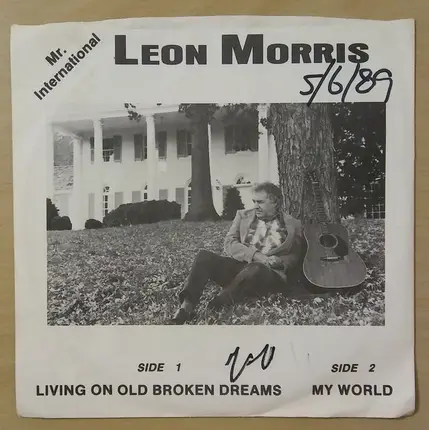 Mr.
International
LEON MORRIS
5/6/89
SIDE 1
SIDE 2
LIVING ON OLD BROKEN DREAMS
MY WORLD